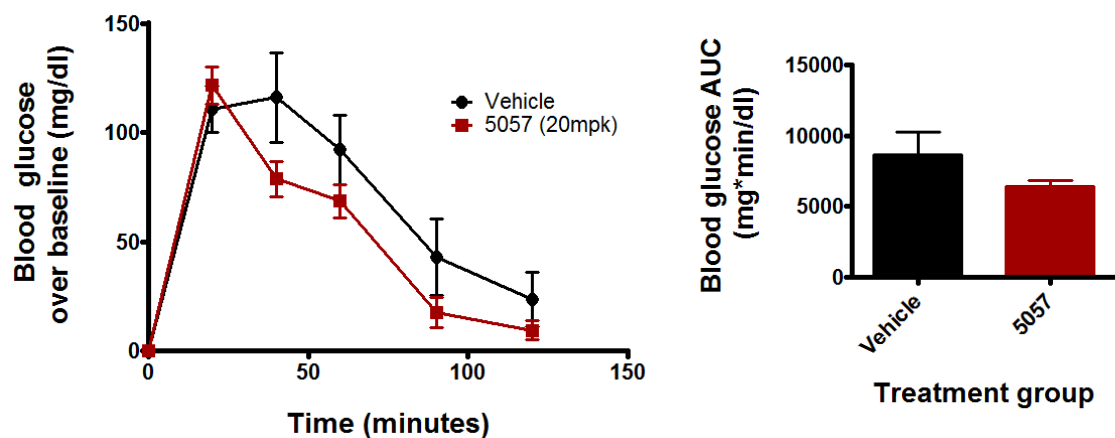 Blood glucose
over baseline (mg/dl)
150
100
50
0
0
50
100
150
Time (minutes)
Vehicle
5057 (20mpk)
Blood glucose AUC
(mg*min/dl)
15000
10000
5000
0
Vehicle
5057
Treatment group